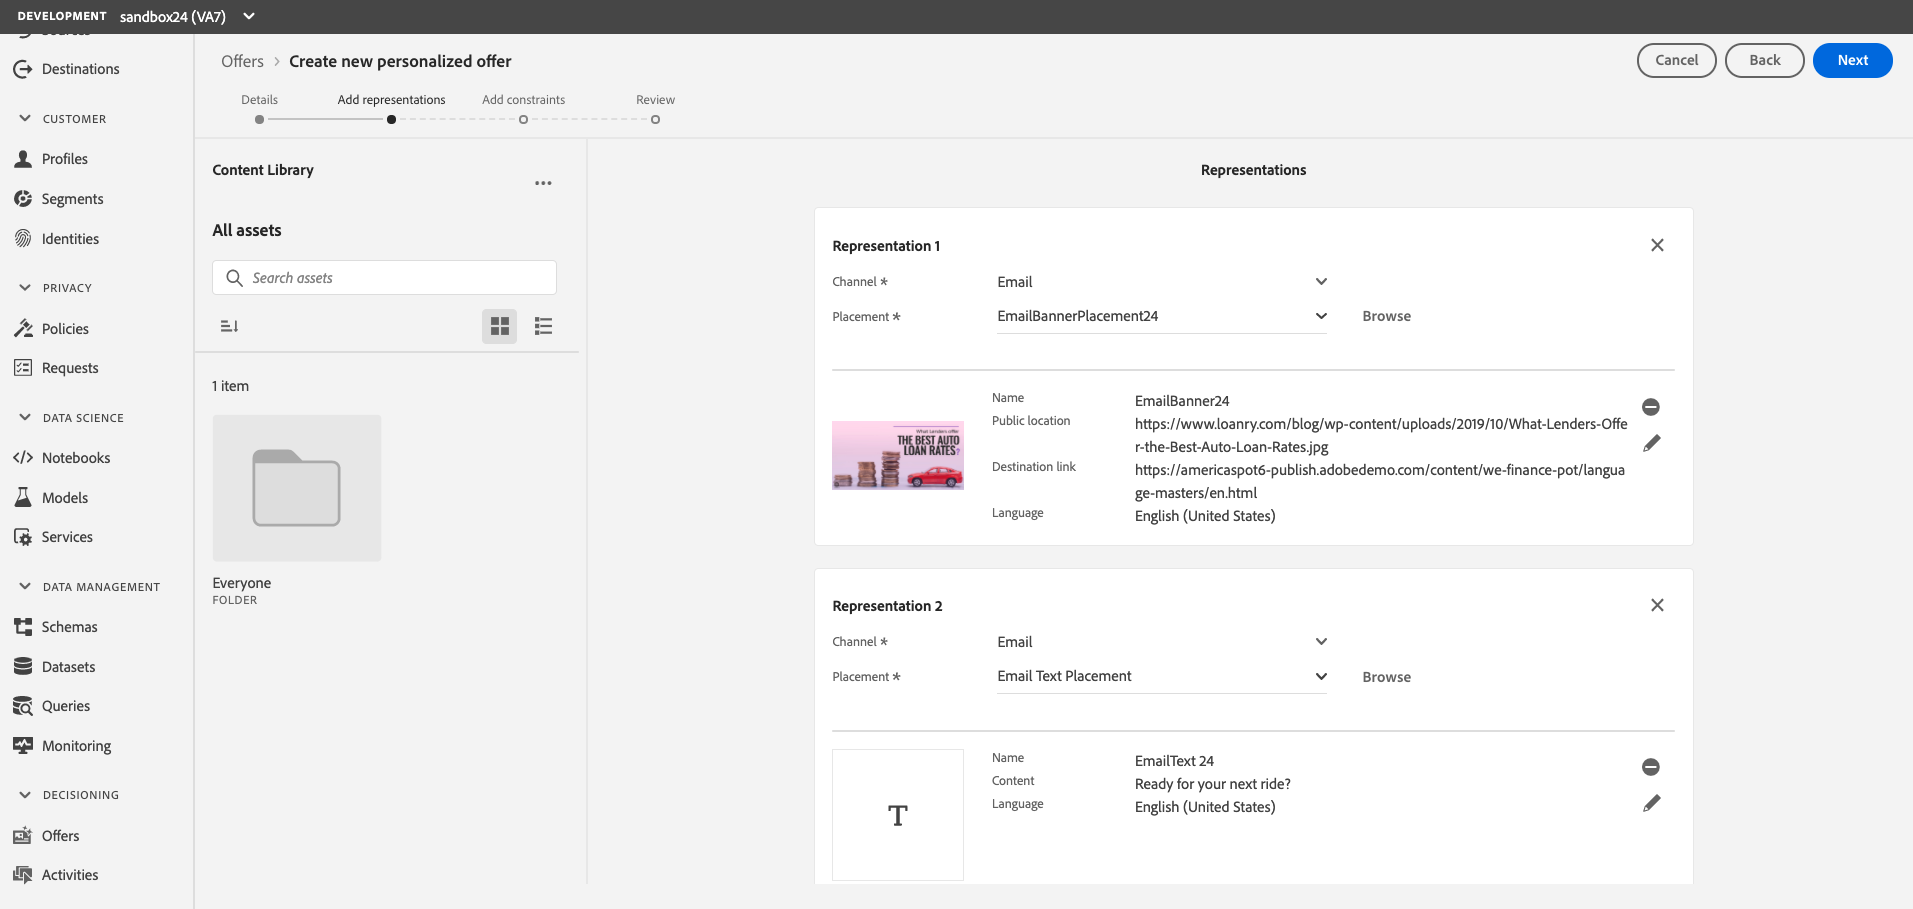 DEVELOPMENT sandbox24 (VA7)
Destinations
CUSTOMER
Profiles
Segments
Identities
PRIVACY
Policies
Requests
DATA SCIENCE
Notebooks
Models
Services
DATA MANAGEMENT
Schemas
Datasets
Queries
Monitoring
DECISIONING
Offers
Activities
Offers > Create new personalized offer
Cancel
Back
Next
Details
Add representations
Add constraints
Review
Content Library
All assets
Search assets
1 item
Everyone
FOLDER
Representations
Representation 1
Channel * Email
Placement * EmailBannerPlacement24 Browse
What Lenders offer
THE BEST AUTO
LOAN RATES?
Name EmailBanner24
Public location https://www.loanry.com/blog/wp-content/uploads/2019/10/What-Lenders-Offe
r-the-Best-Auto-Loan-Rates.jpg
Destination link https://americaspot6-publish.adobedemo.com/content/we-finance-pot/langua
ge-masters/en.html
Language English (United States)
Representation 2
Channel * Email
Placement * Email Text Placement Browse
T
Name EmailText 24
Content Ready for your next ride?
Language English (United States)